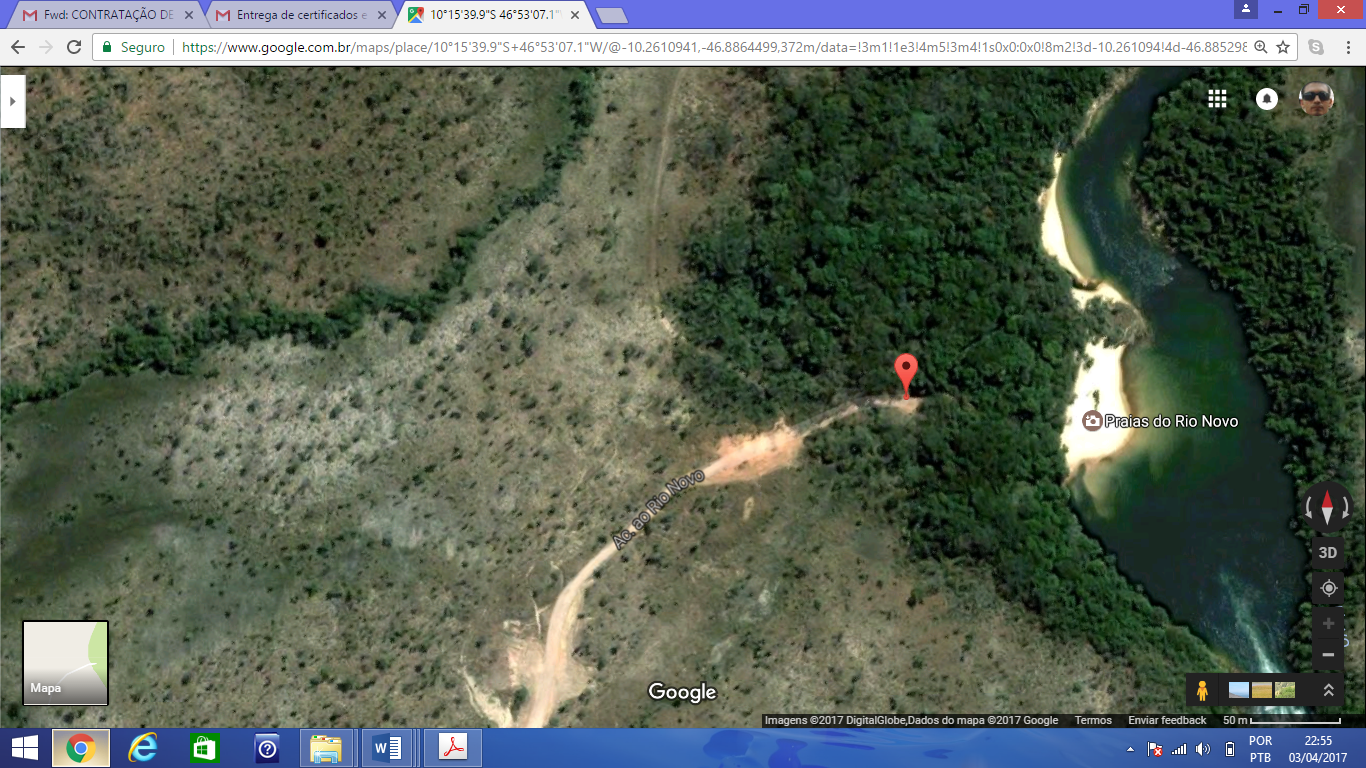 Fwd: CONTRATAÇÃO DE
Entrega de certificados e
10°15'39.9"S 46°53'07.1"
Seguro
https://www.google.com.br/maps/place/10°15'39.9"S+46°53'07.1"W/@-10.2610941,-46.8864499,372m/data=!3m1!1e3!4m5!3m4!1s0x0:0x0!8m2!3d-10.261094!4d-46.885298
Praias do Rio Novo
Ac. ao Rio Novo
3D
Mapa
Google
Imagens ©2017 DigitalGlobe,Dados do mapa ©2017 Google
Termos
Enviar feedback
50 m
POR
PTB
22:55
03/04/2017